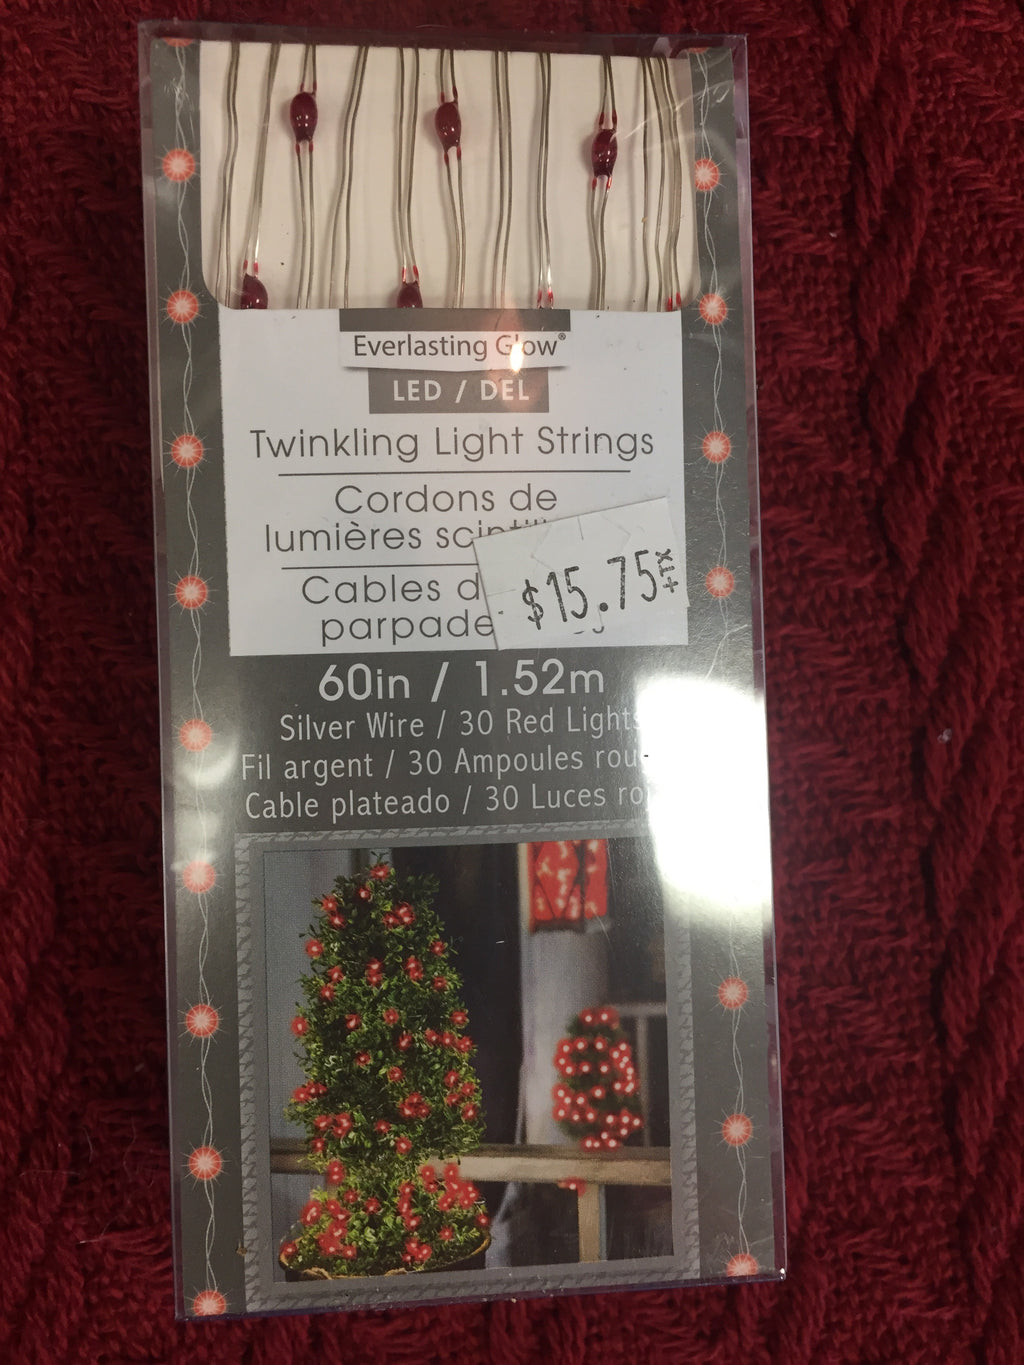 Everlasting Glow®
LED / DEL
Twinkling Light Strings
Cordons de
lumières
Cables
$15.75
+TX
60in / 1.52m
Silver Wire / 30 Red Lights
Fil argent / 30 Ampoules
Cable plateado / 30 Luces